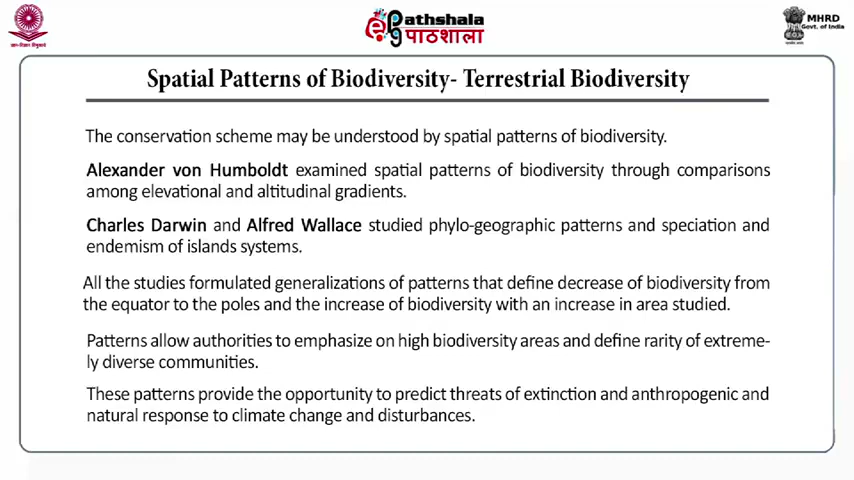 Pathshala
पाठशाला
MHRD
Govt. of India
Spatial Patterns of Biodiversity- Terrestrial Biodiversity
The conservation scheme may be understood by spatial patterns of biodiversity.
Alexander von Humboldt examined spatial patterns of biodiversity through comparisons
among elevational and altitudinal gradients.
Charles Darwin and Alfred Wallace studied phylo-geographic patterns and speciation and
endemism of islands systems.
All the studies formulated generalizations of patterns that define decrease of biodiversity from
the equator to the poles and the increase of biodiversity with an increase in area studied.
Patterns allow authorities to emphasize on high biodiversity areas and define rarity of extreme-
ly diverse communities.
These patterns provide the opportunity to predict threats of extinction and anthropogenic and
natural response to climate change and disturbances.